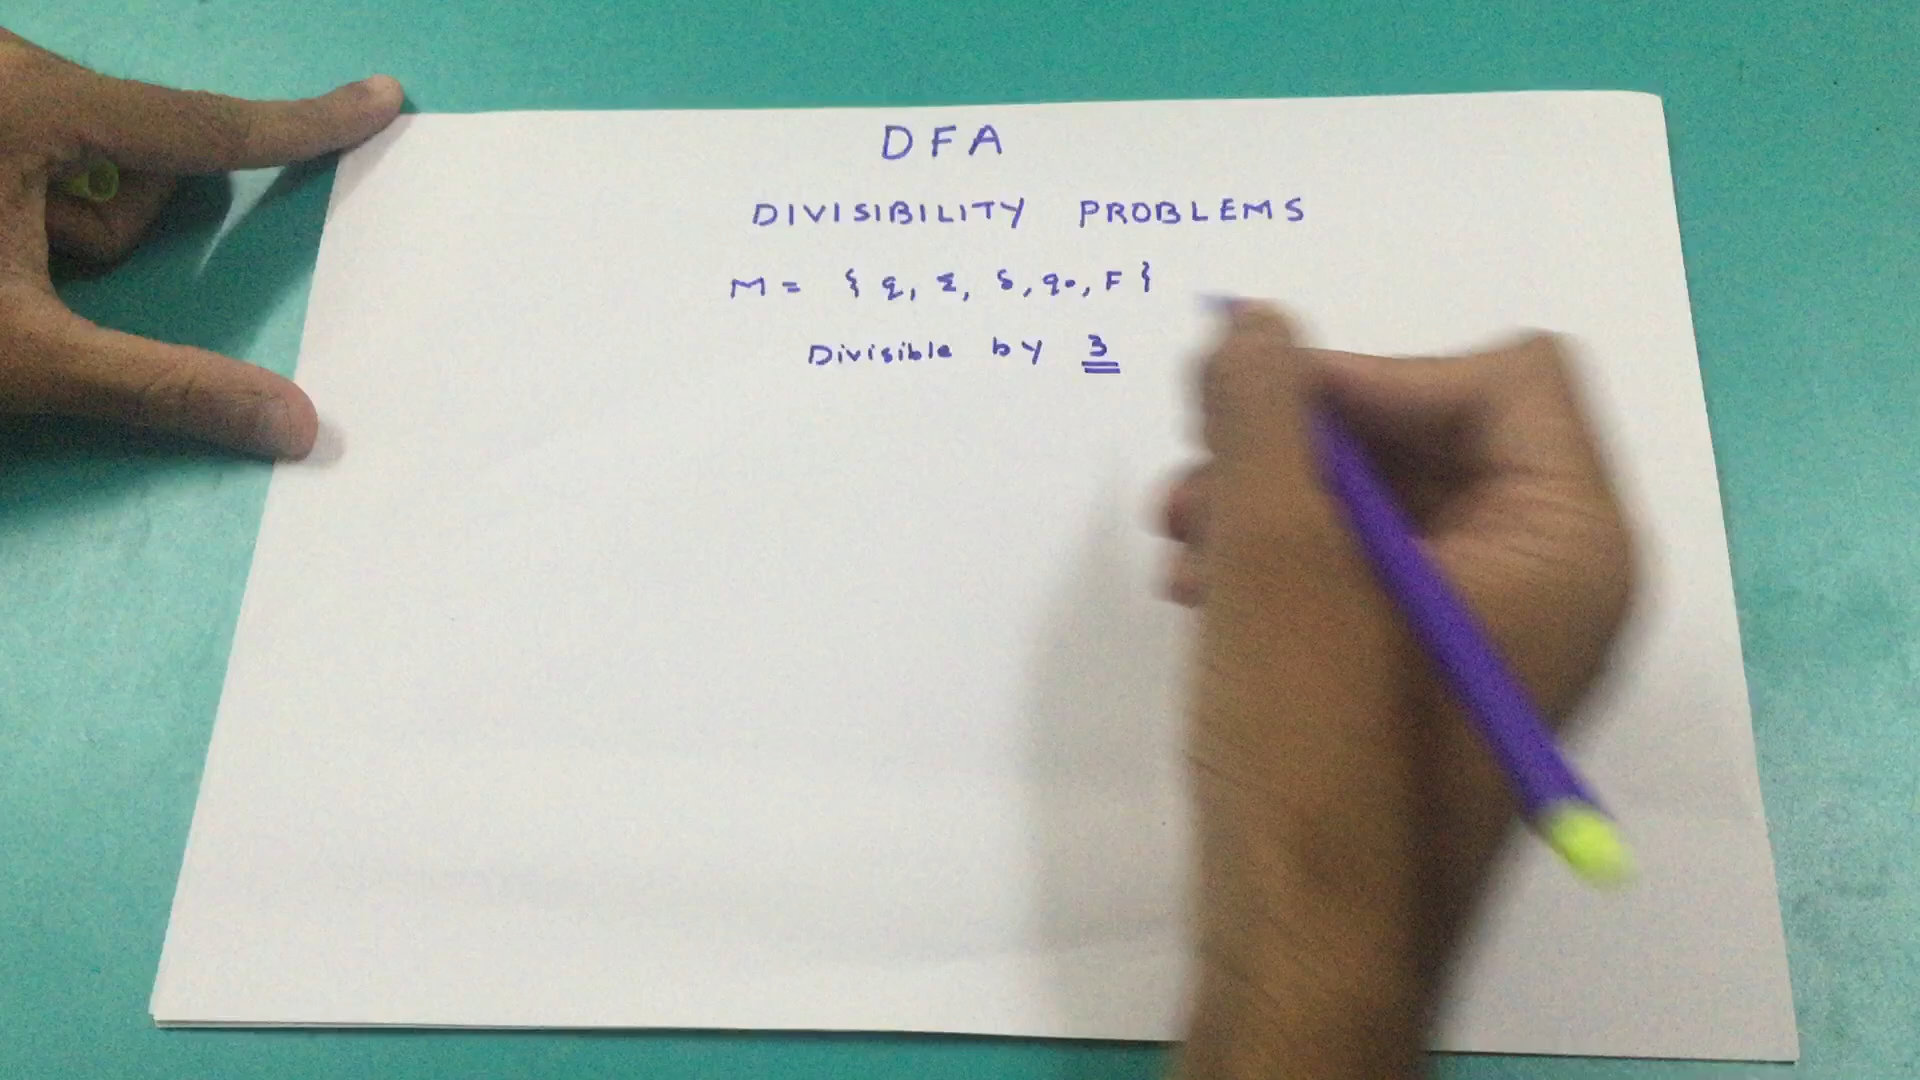 DFA
DIVISIBILITY PROBLEMS
M = { q, Σ, δ, q0, F }
Divisible by 3